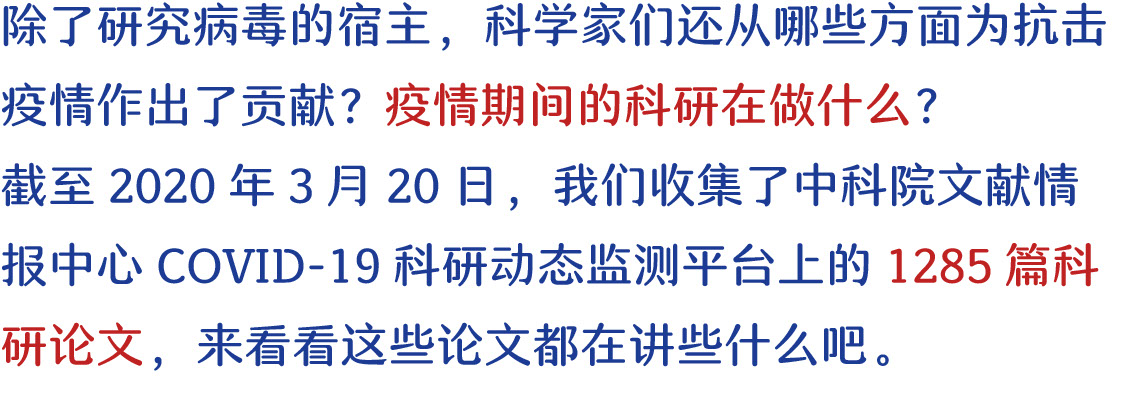 除了研究病毒的宿主，科学家们还从哪些方面为抗击
疫情作出了贡献？疫情期间的科研在做什么？
截至 2020 年 3 月 20 日，我们收集了中科院文献情
报中心 COVID-19 科研动态监测平台上的 1285 篇科
研论文，来看看这些论文都在讲些什么吧。